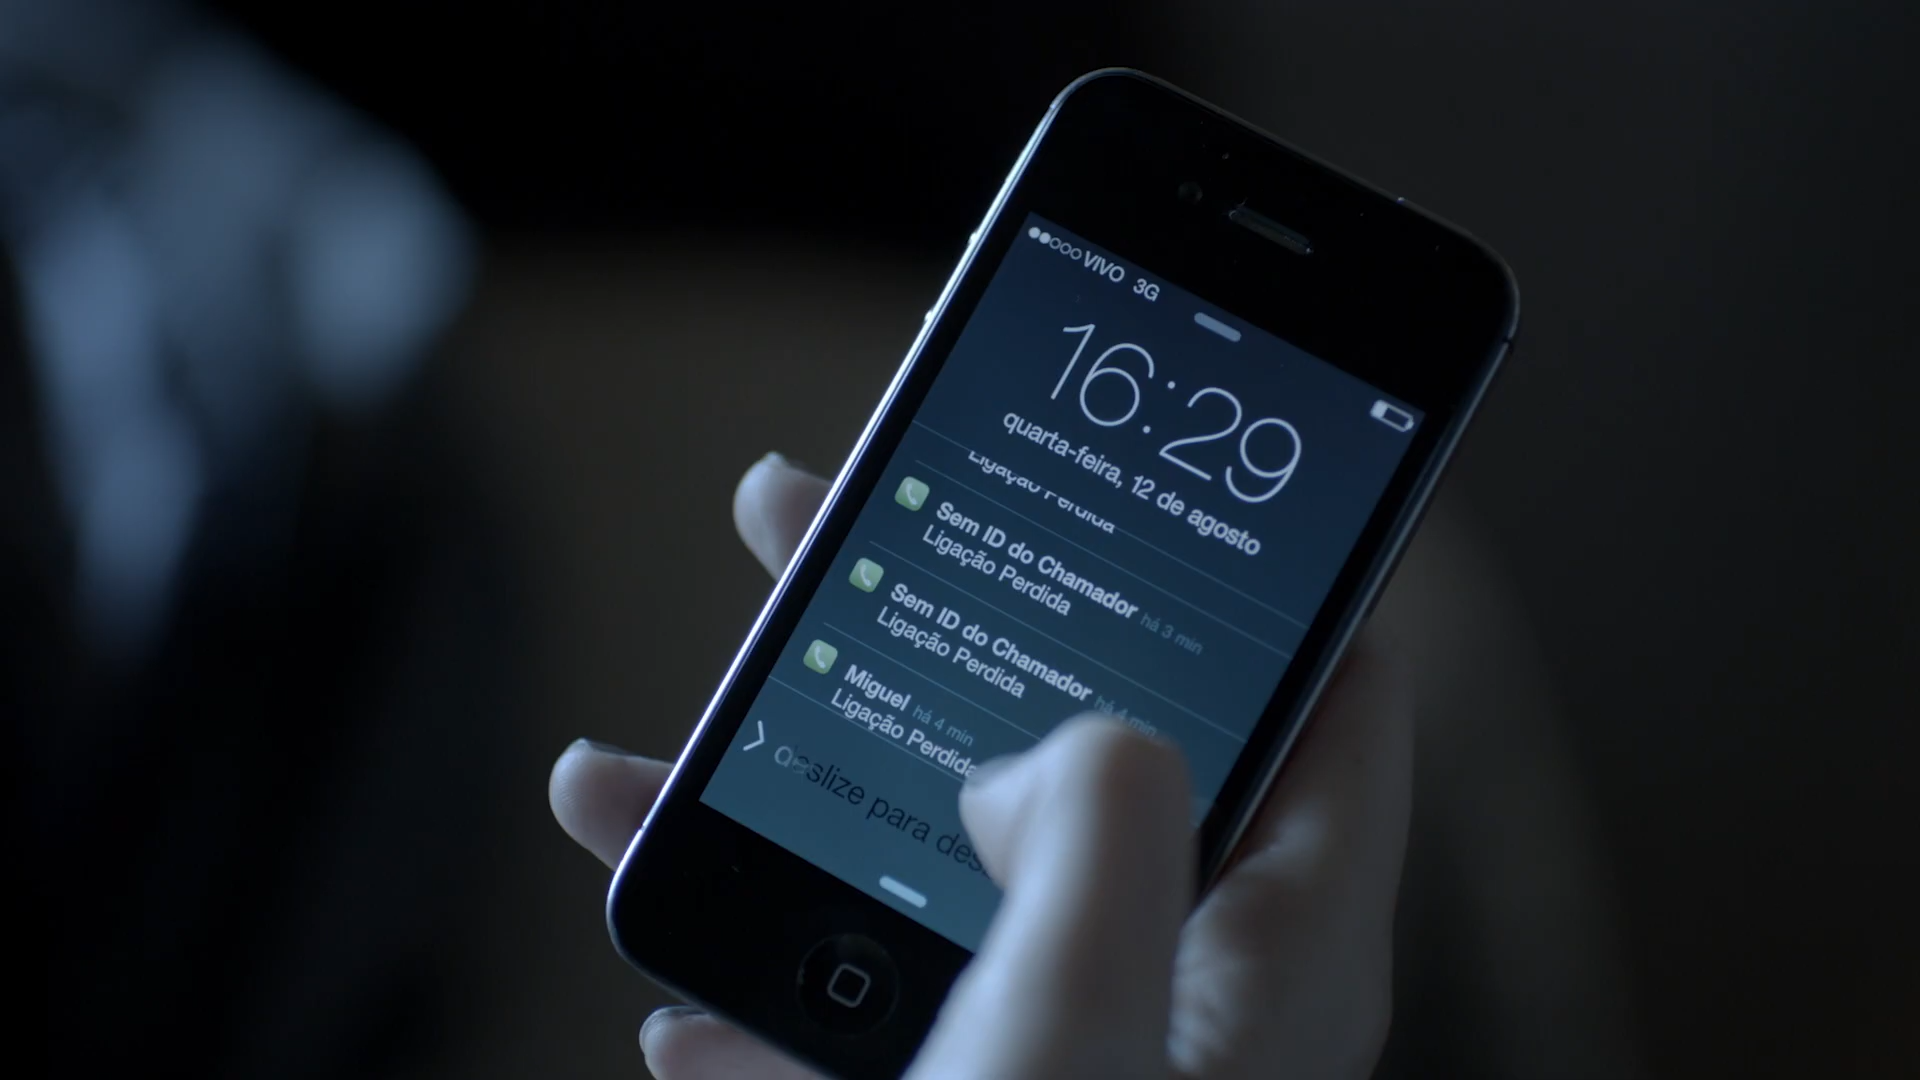 VIVO 3G
16:29
quarta-feira, 12 de agosto
Ligação Perdida
Sem ID do Chamador há 3 min
Ligação Perdida
Sem ID do Chamador há 4 min
Ligação Perdida
Miguel há 4 min
Ligação Perdida
deslize para des